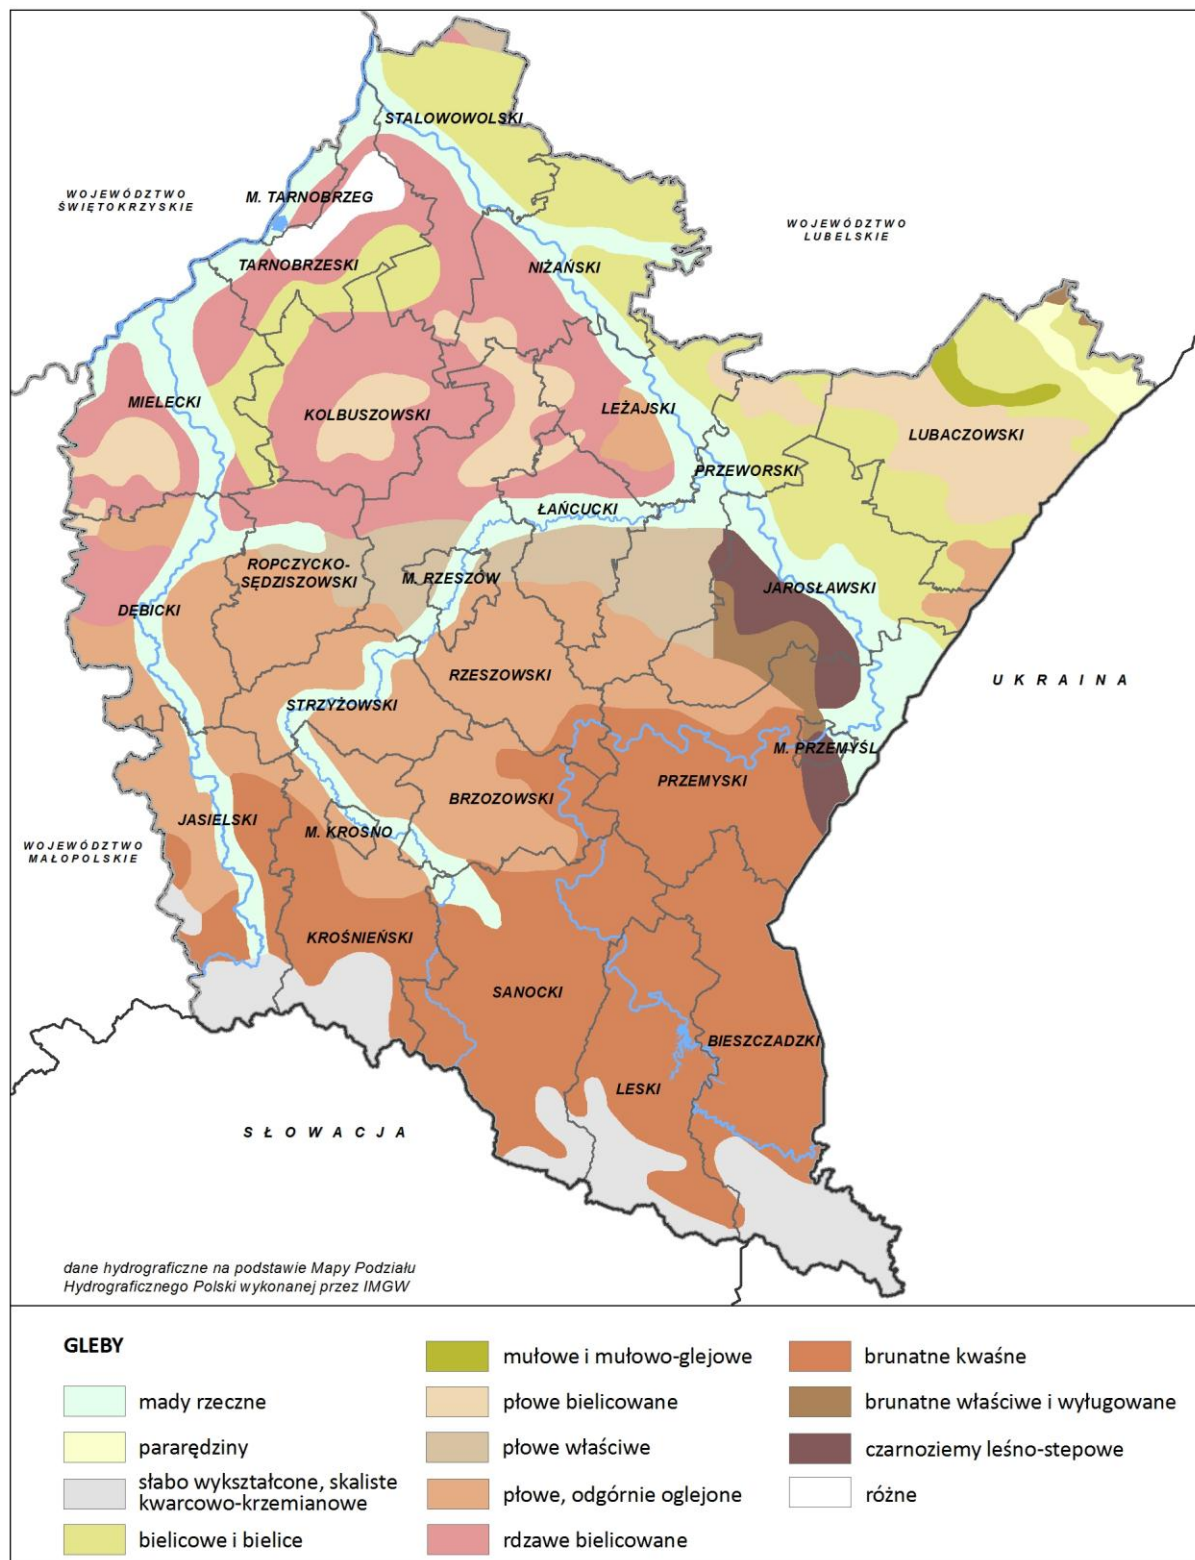 STALOWOWOLSKI
WOJEWÓDZTWO
ŚWIĘTOKRZYSKIE
M. TARNOBRZEG
WOJEWÓDZTWO
LUBELSKIE
TARNOBRZESKI
NIŻAŃSKI
MIELECKI
KOLBUSZOWSKI
LEŻAJSKI
LUBACZOWSKI
PRZEWORSKI
ŁAŃCUCKI
ROPCZYCKO-
SĘDZISZOWSKI
M. RZESZÓW
JAROSŁAWSKI
DĘBICKI
RZESZOWSKI
UKRAINA
STRZYŻOWSKI
M. PRZEMYŚL
PRZEMYSKI
BRZOZOWSKI
JASIELSKI
M. KROSNO
WOJEWÓDZTWO
MAŁOPOLSKIE
KROŚNIEŃSKI
SANOCKI
BIESZCZADZKI
LESKI
SŁOWACJA
dane hydrograficzne na podstawie Mapy Podziału
Hydrograficznego Polski wykonanej przez IMGW
GLEBY
mady rzeczne
pararędziny
słabo wykształcone, skaliste
kwarcowo-krzemianowe
bielicowe i bielice
mułowe i mułowo-glejowe
płowe bielicowane
płowe właściwe
płowe, odgórnie oglejone
rdzawe bielicowane
brunatne kwaśne
brunatne właściwe i wyługowane
czarnoziemy leśno-stepowe
różne